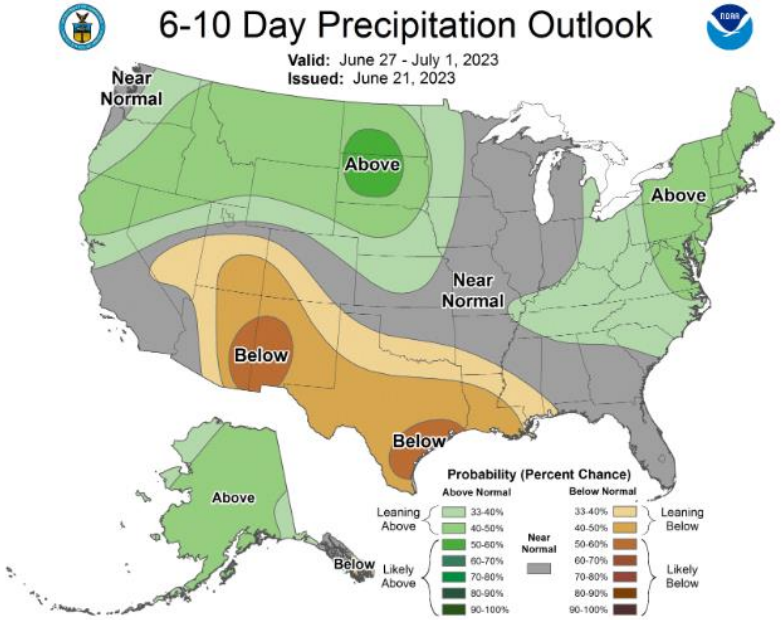 6-10 Day Precipitation Outlook
Valid: June 27 - July 1, 2023
Issued: June 21, 2023
NOAA
Near
Normal
Above
Above
Near
Normal
Below
Below
Above
Below
Probability (Percent Chance)
Above Normal
Below Normal
Leaning
Above
33-40%
40-50%
Likely
Above
50-60%
60-70%
70-80%
80-90%
90-100%
Near
Normal
33-40%
40-50%
Leaning
Below
50-60%
60-70%
70-80%
80-90%
90-100%
Likely
Below